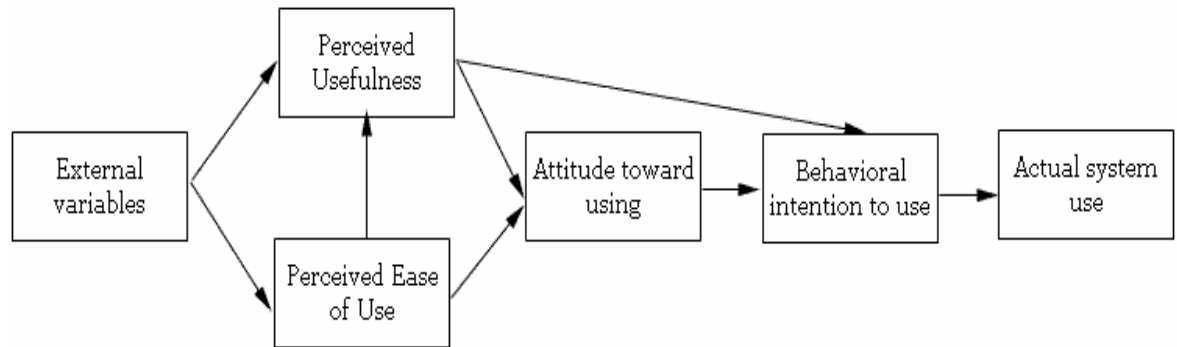 External
variables
Perceived
Usefulness
Perceived Ease
of Use
Attitude toward
using
Behavioral
intention to use
Actual system
use